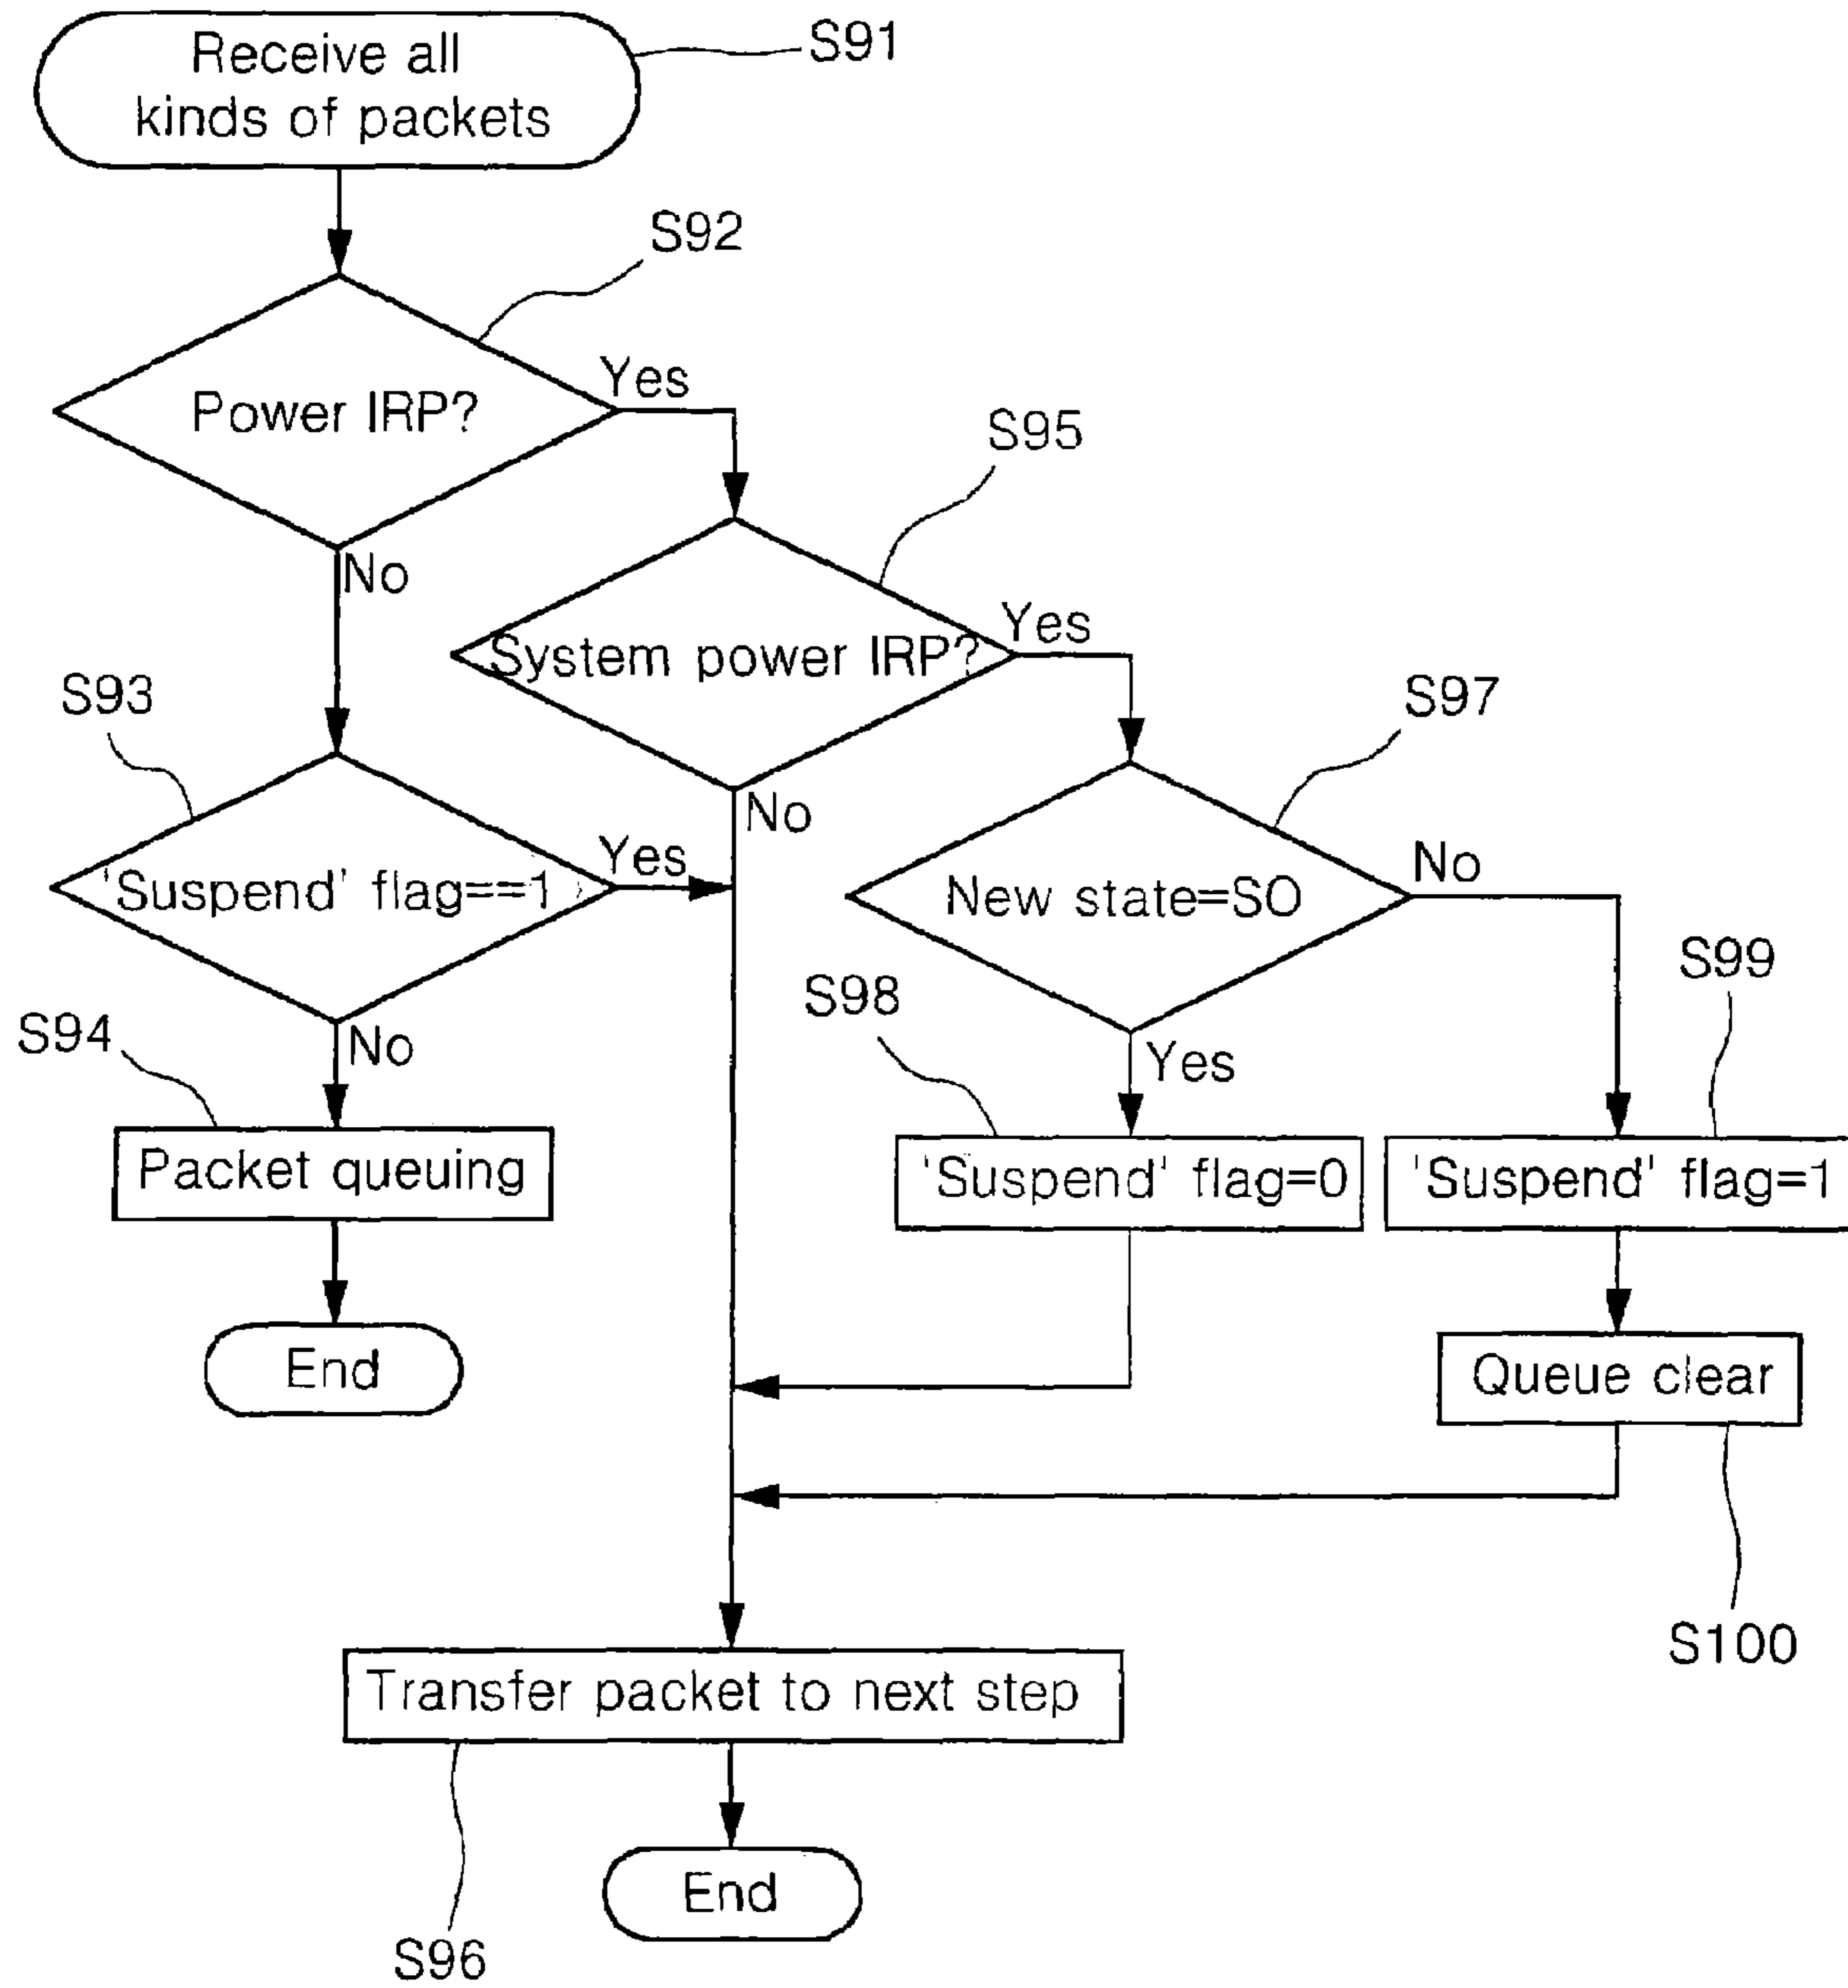 Receive all
kinds of packets
S91
S92
Power IRP?
Yes
No
S95
System power IRP?
Yes
No
S93
'Suspend' flag==1
Yes
No
S97
New state=S0
No
Yes
S94
Packet queuing
End
S98
'Suspend' flag=0
S99
'Suspend' flag=1
Queue clear
S100
Transfer packet to next step
S96
End